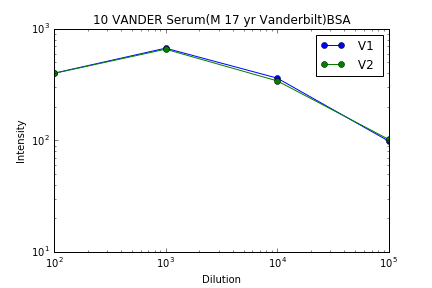 10 VANDER Serum(M 17 yr Vanderbilt)BSA
10³
V1
V2
Intensity
10²
10¹
10² 10³ 10⁴ 10⁵
Dilution